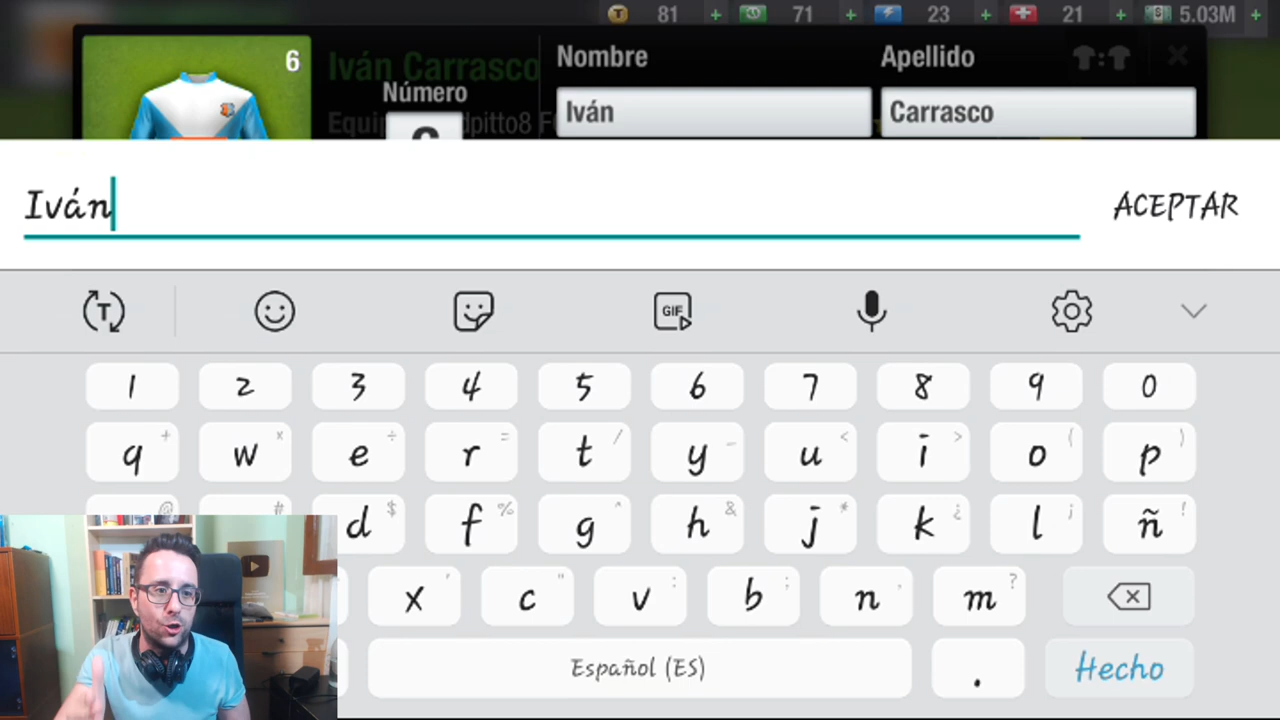 81 + 71 + 23 + 21 + 5.03M +
6
Iván Carrasco
Número
Nombre
Apellido
Iván
Carrasco
Iván
ACEPTAR
T
GIF
1 2 3 4 5 6 7 8 9 0
q + w × e ÷ r = t / y _ u < i > o ( p )
@ # d $ f % g ^ h & j * k ¿ l ¡ ñ !
x ' c " v : b ; n , m ?
Español (ES) . Hecho